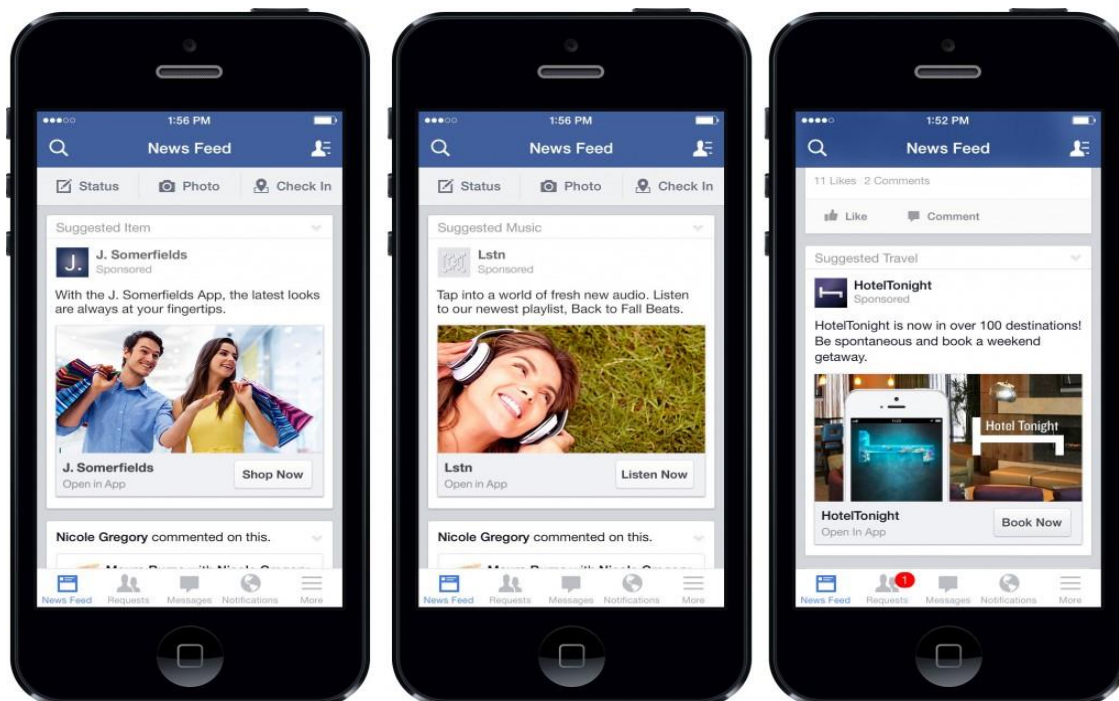 1:56 PM
News Feed
Status Photo Check In
Suggested Item
J.
J. Somerfields
Sponsored
With the J. Somerfields App, the latest looks
are always at your fingertips.
J. Somerfields
Open in App
Shop Now
Nicole Gregory commented on this.
News Feed Requests Messages Notifications More
1:56 PM
News Feed
Status Photo Check In
Suggested Music
Lstn
Sponsored
Tap into a world of fresh new audio. Listen
to our newest playlist, Back to Fall Beats.
Lstn
Open in App
Listen Now
Nicole Gregory commented on this.
News Feed Requests Messages Notifications More
1:52 PM
News Feed
11 Likes · 2 Comments
Like Comment
Suggested Travel
HotelTonight
Sponsored
HotelTonight is now in over 100 destinations!
Be spontaneous and book a weekend
getaway.
Hotel Tonight
HotelTonight
Open In App
Book Now
1
News Feed Requests Messages Notifications More